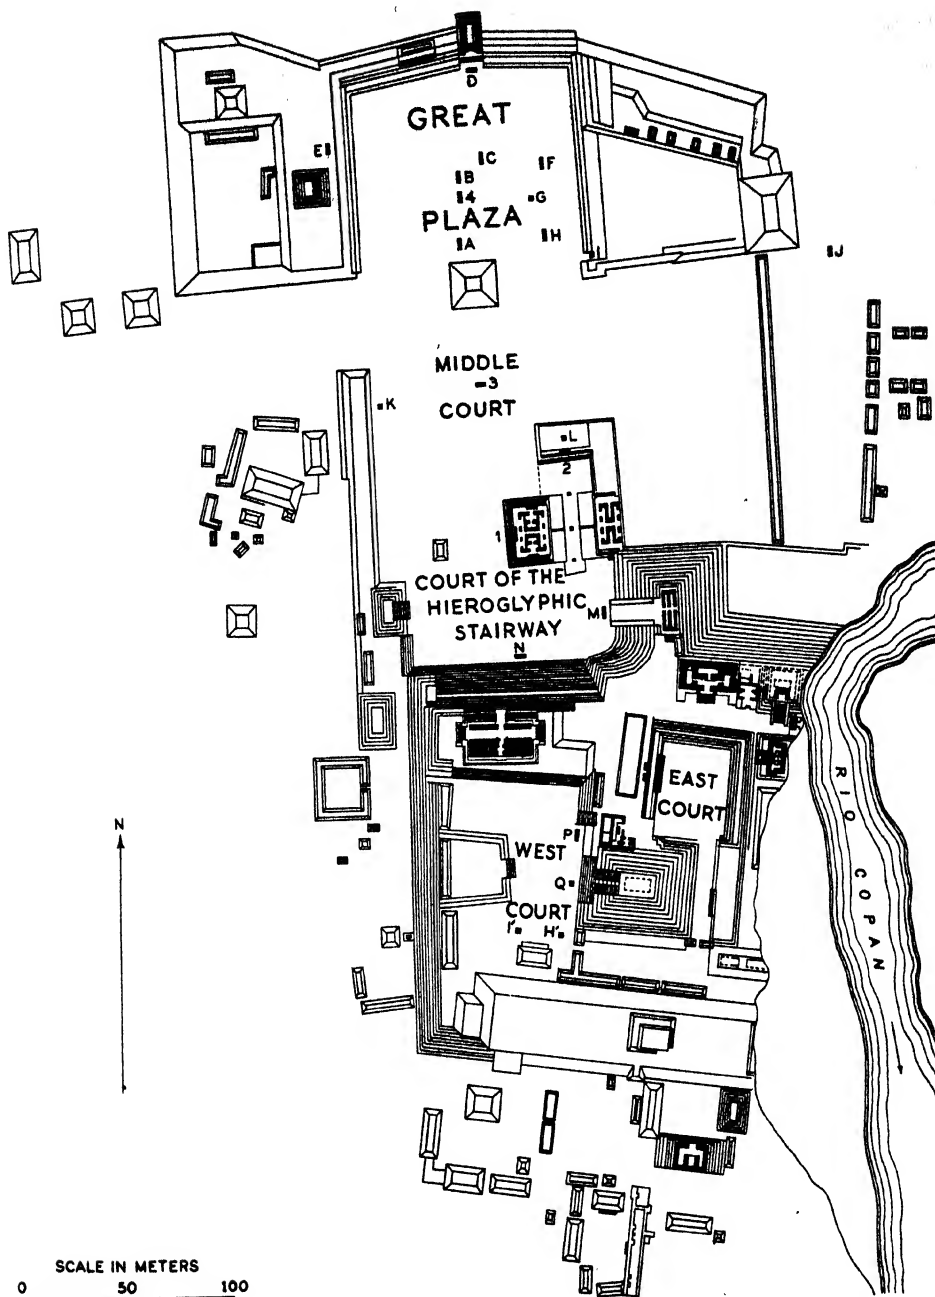 D
GREAT
C
E
F
B
4
G
PLAZA
H
A
I
J
MIDDLE
3
K
COURT
L
2
1
COURT OF THE
HIEROGLYPHIC
M
STAIRWAY
N
EAST
COURT
RIO COPAN
N
P
WEST
Q
COURT
I'
H'
SCALE IN METERS
0 50 100